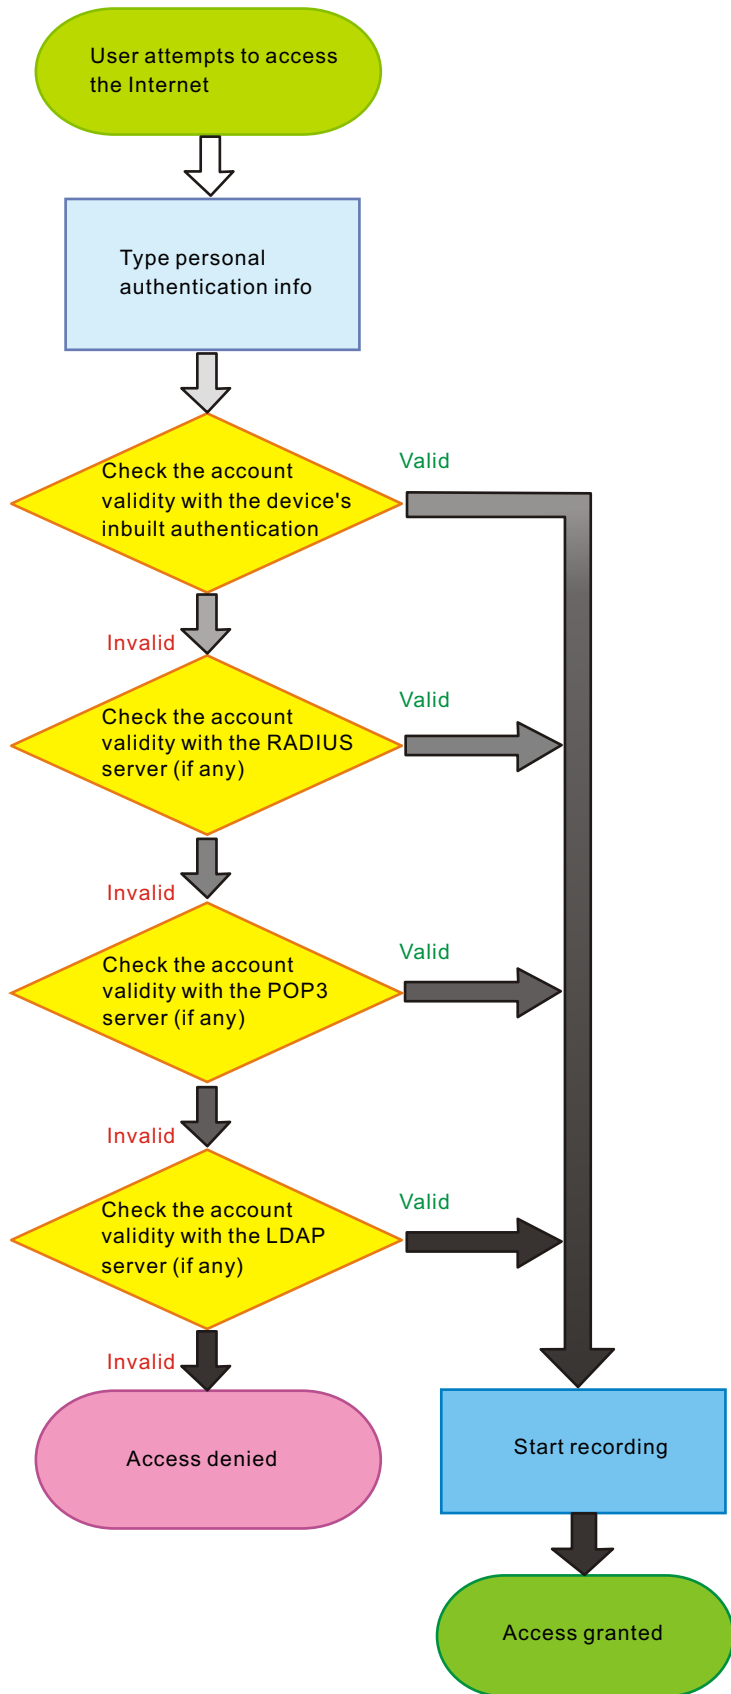 User attempts to access
the Internet
Type personal
authentication info
Check the account
validity with the device's
inbuilt authentication
Valid
Invalid
Check the account
validity with the RADIUS
server (if any)
Valid
Invalid
Check the account
validity with the POP3
server (if any)
Valid
Invalid
Check the account
validity with the LDAP
server (if any)
Valid
Invalid
Access denied
Start recording
Access granted